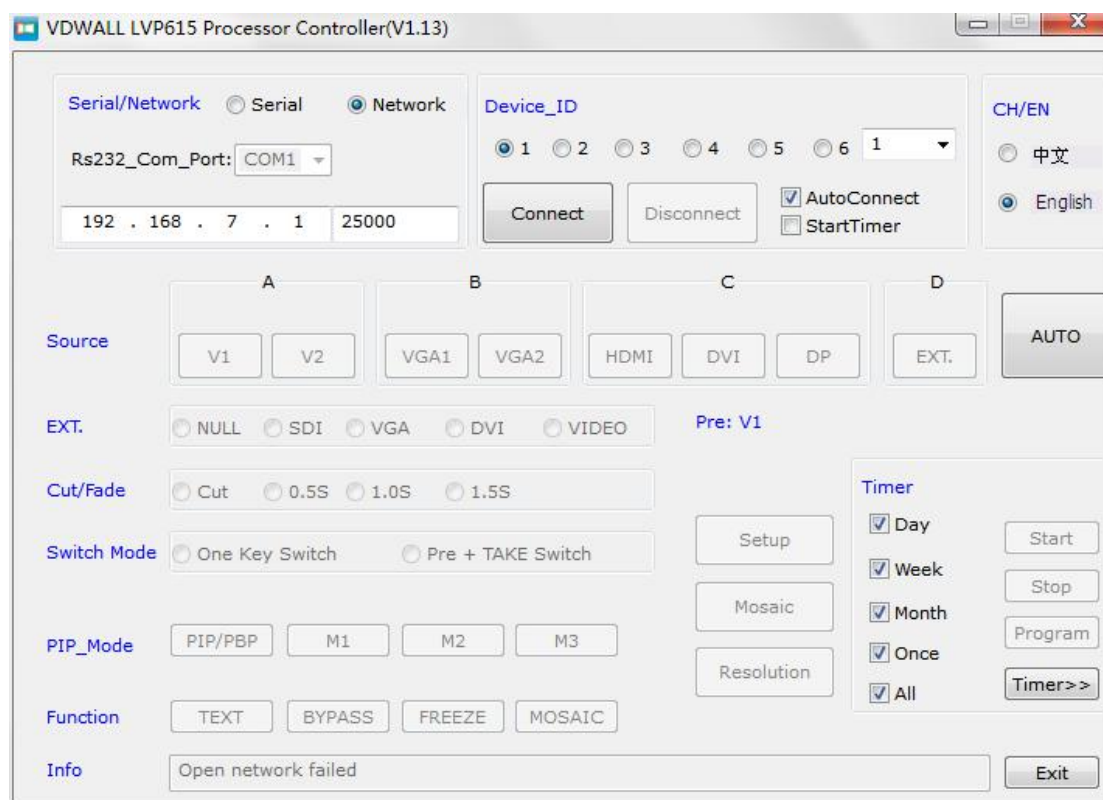 VDWALL LVP615 Processor Controller(V1.13)
Serial/Network Serial Network
Rs232_Com_Port: COM1
192 . 168 . 7 . 1 25000
Device_ID
1 2 3 4 5 6 1
Connect Disconnect
AutoConnect
StartTimer
CH/EN
中文
English
A B C D
Source V1 V2 VGA1 VGA2 HDMI DVI DP EXT. AUTO
EXT. NULL SDI VGA DVI VIDEO
Pre: V1
Cut/Fade Cut 0.5S 1.0S 1.5S
Switch Mode One Key Switch Pre + TAKE Switch
PIP_Mode PIP/PBP M1 M2 M3
Function TEXT BYPASS FREEZE MOSAIC
Setup
Mosaic
Resolution
Timer
Day
Week
Month
Once
All
Start
Stop
Program
Timer>>
Info Open network failed
Exit